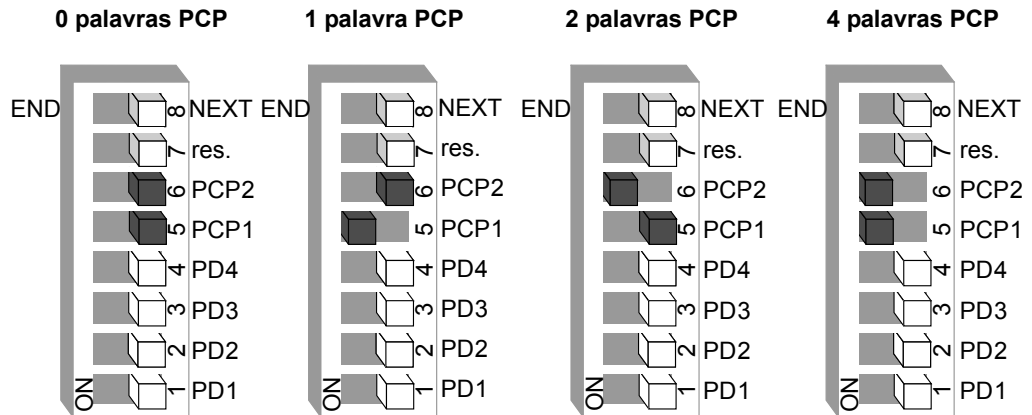 0 palavras PCP
1 palavra PCP
2 palavras PCP
4 palavras PCP
END 8 NEXT
7 res.
6 PCP2
5 PCP1
4 PD4
3 PD3
2 PD2
ON 1 PD1
END 8 NEXT
7 res.
6 PCP2
5 PCP1
4 PD4
3 PD3
2 PD2
ON 1 PD1
END 8 NEXT
7 res.
6 PCP2
5 PCP1
4 PD4
3 PD3
2 PD2
ON 1 PD1
END 8 NEXT
7 res.
6 PCP2
5 PCP1
4 PD4
3 PD3
2 PD2
ON 1 PD1